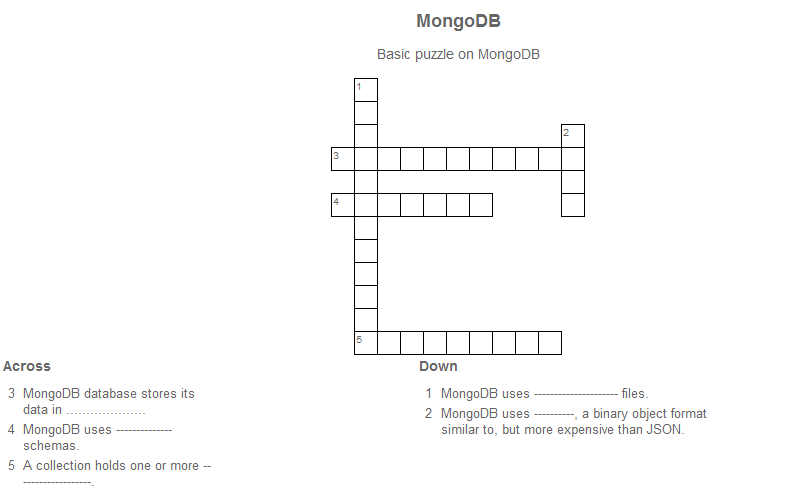 MongoDB
Basic puzzle on MongoDB
1
2
3
4
5
Across
3 MongoDB database stores its
data in ....................
4 MongoDB uses --------------
schemas.
5 A collection holds one or more --
-----------------.
Down
1 MongoDB uses --------------------- files.
2 MongoDB uses ----------, a binary object format
similar to, but more expensive than JSON.